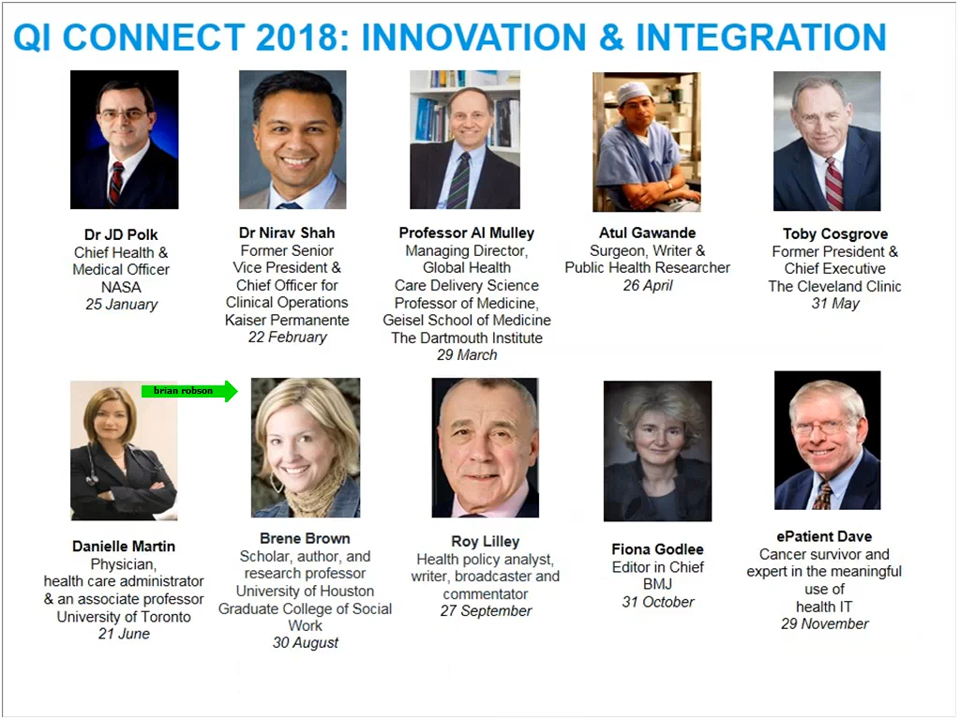 QI CONNECT 2018: INNOVATION & INTEGRATION
Dr JD Polk
Chief Health &
Medical Officer
NASA
25 January
Dr Nirav Shah
Former Senior
Vice President &
Chief Officer for
Clinical Operations
Kaiser Permanente
22 February
Professor Al Mulley
Managing Director,
Global Health
Care Delivery Science
Professor of Medicine,
Geisel School of Medicine
The Dartmouth Institute
29 March
Atul Gawande
Surgeon, Writer &
Public Health Researcher
26 April
Toby Cosgrove
Former President &
Chief Executive
The Cleveland Clinic
31 May
brian robson
Danielle Martin
Physician,
health care administrator
& an associate professor
University of Toronto
21 June
Brene Brown
Scholar, author, and
research professor
University of Houston
Graduate College of Social
Work
30 August
Roy Lilley
Health policy analyst,
writer, broadcaster and
commentator
27 September
Fiona Godlee
Editor in Chief
BMJ
31 October
ePatient Dave
Cancer survivor and
expert in the meaningful
use of
health IT
29 November